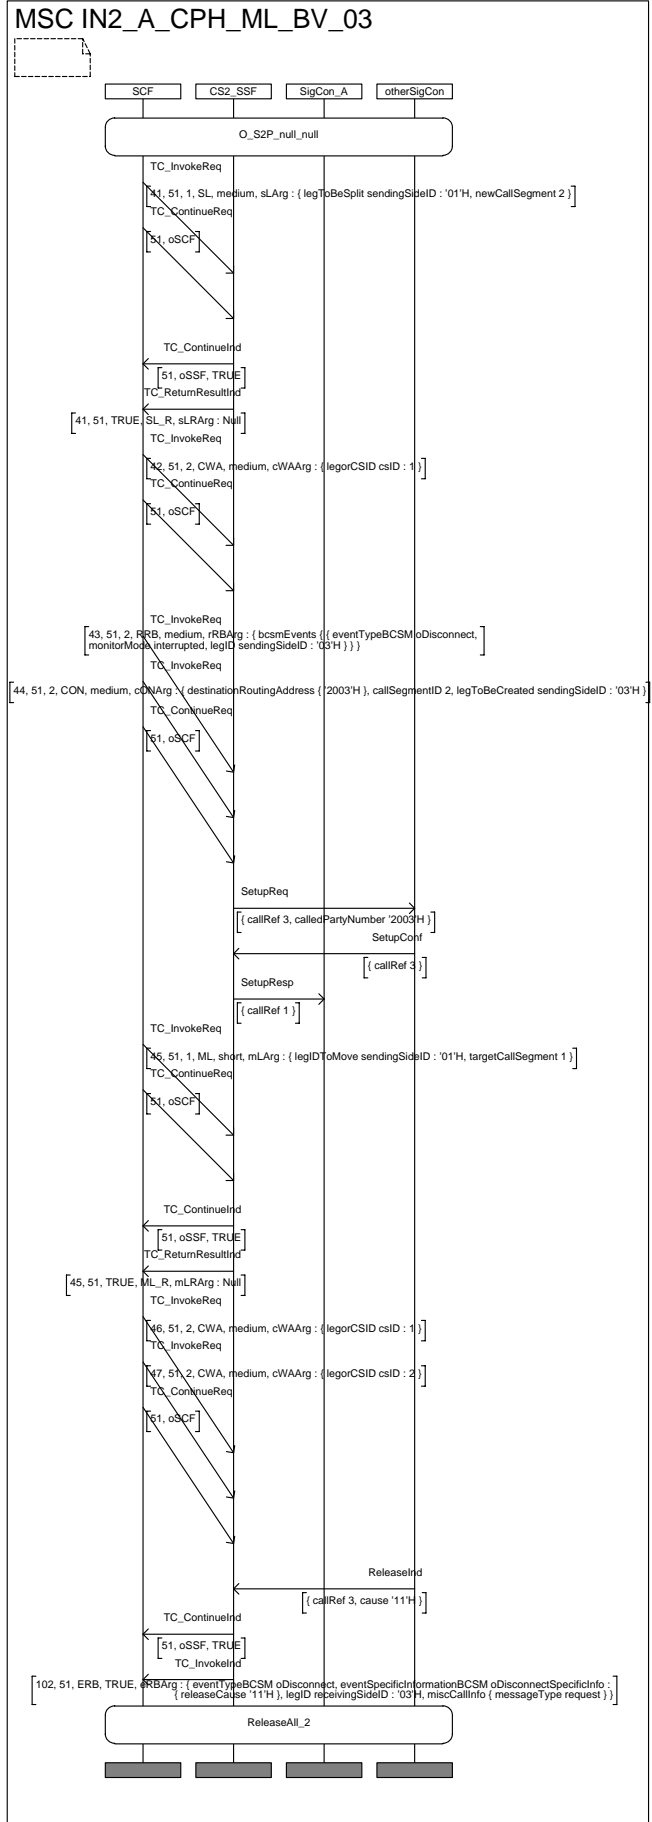 MSC IN2_A_CPH_ML_BV_03
SCF CS2_SSF SigCon_A otherSigCon
O_S2P_null_null
TC_InvokeReq
41, 51, 1, SL, medium, sLArg : { legToBeSplit sendingSideID : '01'H, newCallSegment 2 }
TC_ContinueReq
51, oSCF
TC_ContinueInd
51, oSSF, TRUE
TC_ReturnResultInd
41, 51, TRUE, SL_R, sLRArg : Null
TC_InvokeReq
42, 51, 2, CWA, medium, cWAArg : { legorCSID csID : 1 }
TC_ContinueReq
51, oSCF
TC_InvokeReq
43, 51, 2, RRB, medium, rRBArg : { bcsmEvents { { eventTypeBCSM oDisconnect,
monitorMode interrupted, legID sendingSideID : '03'H } } }
TC_InvokeReq
44, 51, 2, CON, medium, cONArg : { destinationRoutingAddress { '2003'H }, callSegmentID 2, legToBeCreated sendingSideID : '03'H }
TC_ContinueReq
51, oSCF
SetupReq
{ callRef 3, calledPartyNumber '2003'H }
SetupConf
{ callRef 3 }
SetupResp
{ callRef 1 }
TC_InvokeReq
45, 51, 1, ML, short, mLArg : { legIDToMove sendingSideID : '01'H, targetCallSegment 1 }
TC_ContinueReq
51, oSCF
TC_ContinueInd
51, oSSF, TRUE
TC_ReturnResultInd
45, 51, TRUE, ML_R, mLRArg : Null
TC_InvokeReq
46, 51, 2, CWA, medium, cWAArg : { legorCSID csID : 1 }
TC_InvokeReq
47, 51, 2, CWA, medium, cWAArg : { legorCSID csID : 2 }
TC_ContinueReq
51, oSCF
ReleaseInd
{ callRef 3, cause '11'H }
TC_ContinueInd
51, oSSF, TRUE
TC_InvokeInd
102, 51, ERB, TRUE, eRBArg : { eventTypeBCSM oDisconnect, eventSpecificInformationBCSM oDisconnectSpecificInfo :
{ releaseCause '11'H }, legID receivingSideID : '03'H, miscCallInfo { messageType request } }
ReleaseAll_2